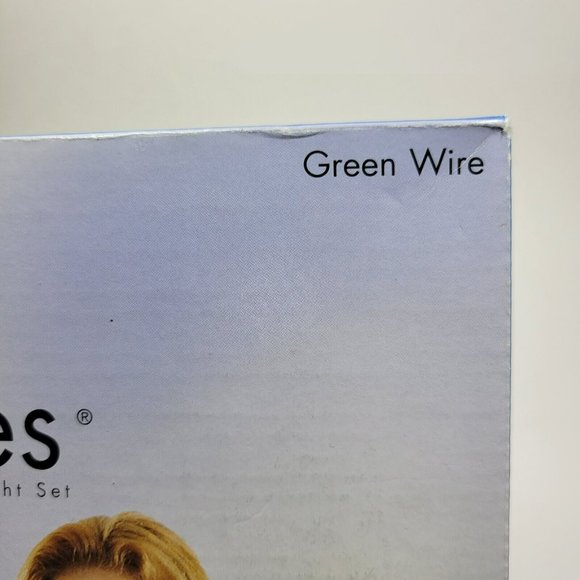 Green Wire
es ®
ht Set